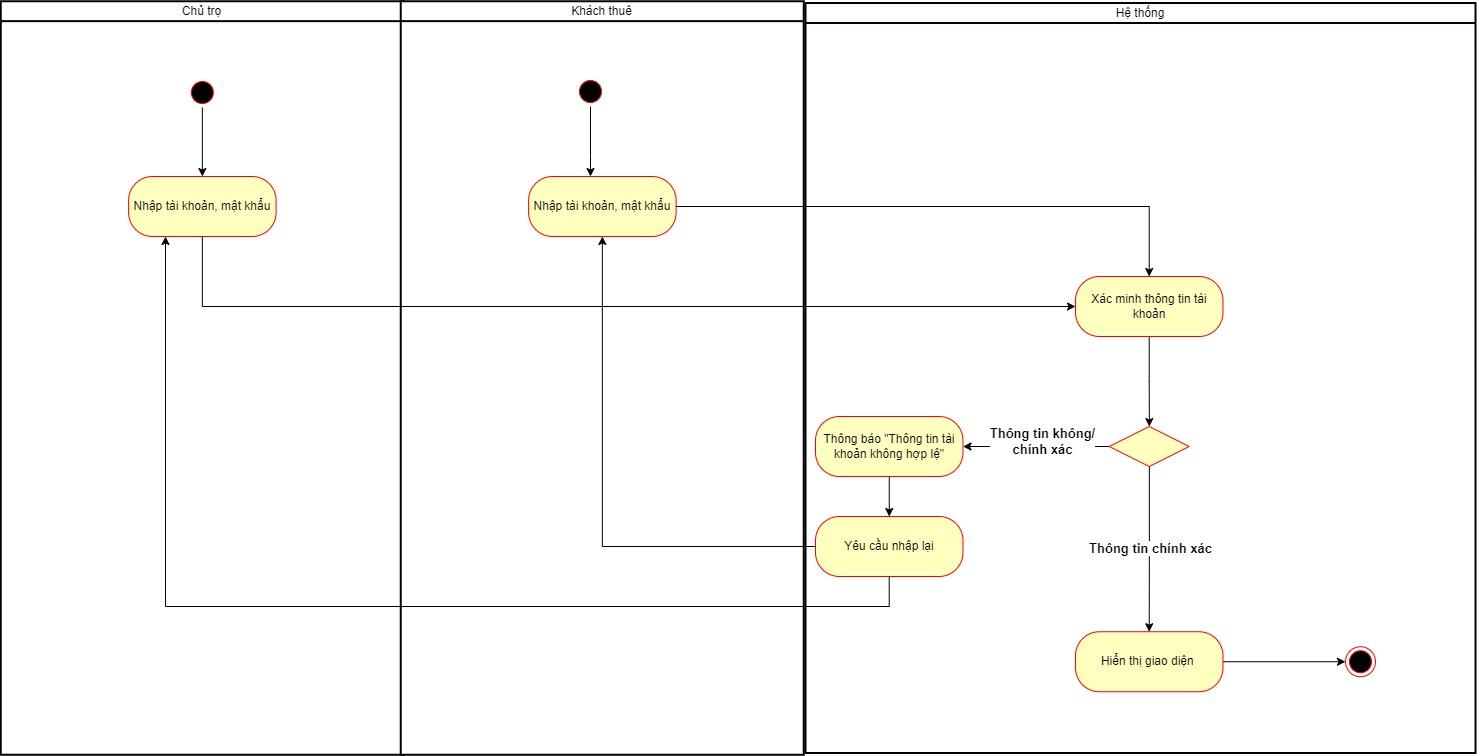 Chủ trọ
Khách thuê
Hệ thống
Nhập tài khoản, mật khẩu
Nhập tài khoản, mật khẩu
Xác minh thông tin tài
khoản
Thông báo "Thông tin tài
khoản không hợp lệ"
Thông tin không/
chính xác
Yêu cầu nhập lại
Thông tin chính xác
Hiển thị giao diện